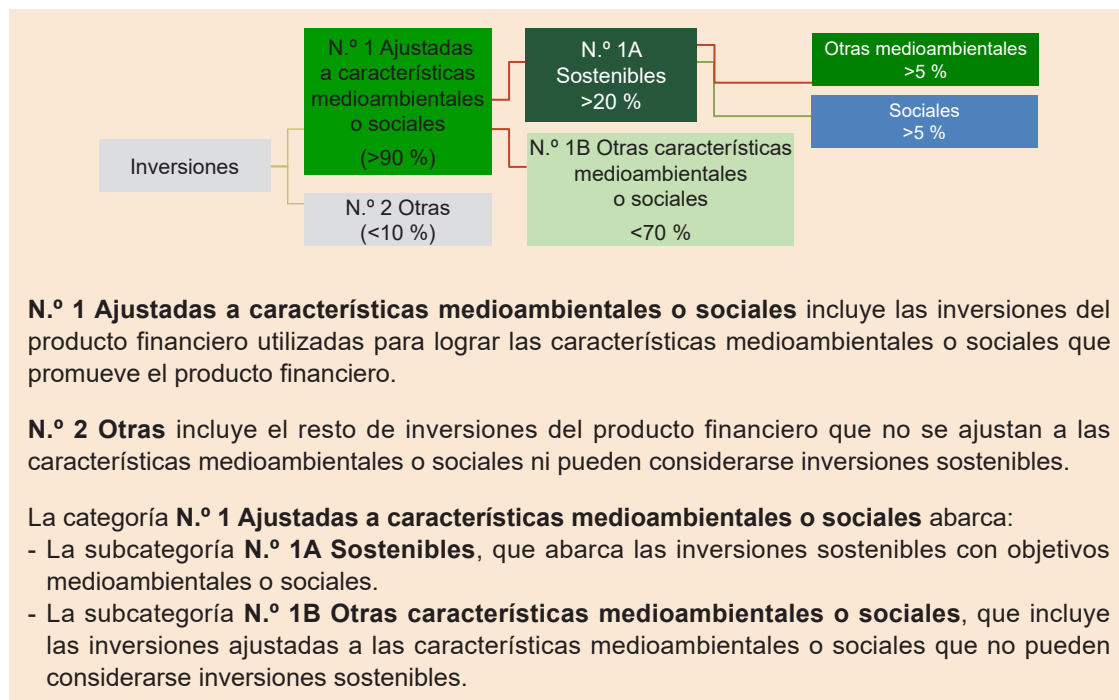 Inversiones
N.º 1 Ajustadas
a características
medioambientales
o sociales
(>90 %)
N.º 2 Otras
(<10 %)
N.º 1A
Sostenibles
>20 %
N.º 1B Otras características
medioambientales
o sociales
<70 %
Otras medioambientales
>5 %
Sociales
>5 %
N.º 1 Ajustadas a características medioambientales o sociales incluye las inversiones del
producto financiero utilizadas para lograr las características medioambientales o sociales que
promueve el producto financiero.
N.º 2 Otras incluye el resto de inversiones del producto financiero que no se ajustan a las
características medioambientales o sociales ni pueden considerarse inversiones sostenibles.
La categoría N.º 1 Ajustadas a características medioambientales o sociales abarca:
- La subcategoría N.º 1A Sostenibles, que abarca las inversiones sostenibles con objetivos
medioambientales o sociales.
- La subcategoría N.º 1B Otras características medioambientales o sociales, que incluye
las inversiones ajustadas a las características medioambientales o sociales que no pueden
considerarse inversiones sostenibles.